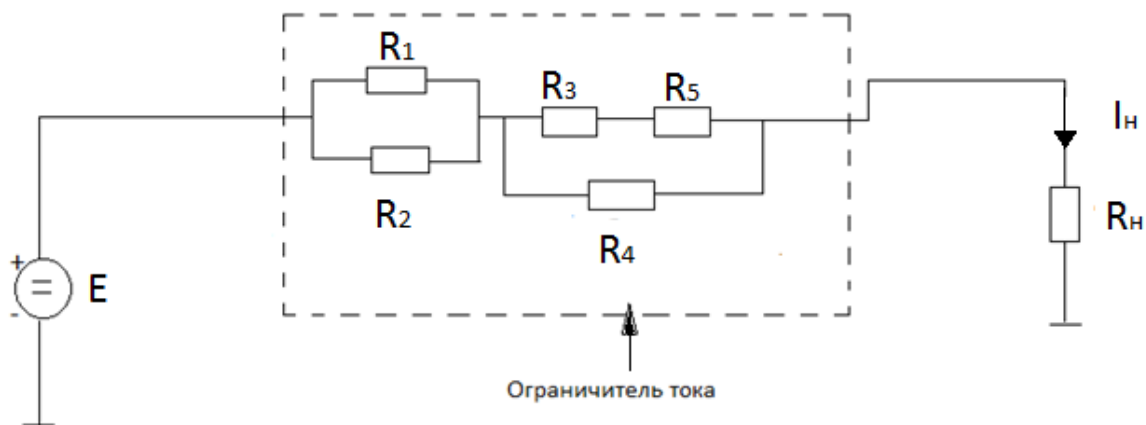 R1
R3 R5
R2
R4
Iн
Rн
+
=
-
E
Ограничитель тока